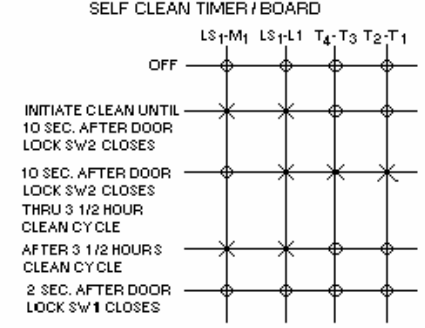 SELF CLEAN TIMER / BOARD
LS1-M1 LS1-L1 T4-T3 T2-T1
OFF
INITIATE CLEAN UNTIL
10 SEC. AFTER DOOR
LOCK SW2 CLOSES
10 SEC. AFTER DOOR
LOCK SW2 CLOSES
THRU 3 1/2 HOUR
CLEAN CYCLE
AFTER 3 1/2 HOURS
CLEAN CYCLE
2 SEC. AFTER DOOR
LOCK SW1 CLOSES